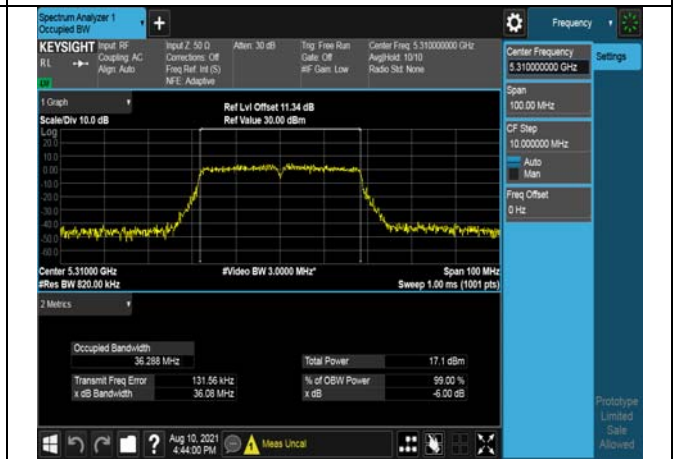 Spectrum Analyzer 1
Occupied BW
Frequency
KEYSIGHT
RL
Input: RF
Coupling: AC
Align: Auto
Input Z: 50 Ω
Corrections: Off
Freq Ref: Int (S)
NFE: Adaptive
Atten: 30 dB
Trig: Free Run
Gate: Off
#IF Gain: Low
Center Freq: 5.310000000 GHz
Avg|Hold: 10/10
Radio Std: None
Center Frequency
5.310000000 GHz
Settings
Span
100.00 MHz
CF Step
10.000000 MHz
Auto
Man
Freq Offset
0 Hz
1 Graph
Scale/Div 10.0 dB
Ref Lvl Offset 11.34 dB
Ref Value 30.00 dBm
Log
20.0
10.0
0.00
-10.0
-20.0
-30.0
-40.0
-50.0
-60.0
Center 5.31000 GHz
#Res BW 820.00 kHz
#Video BW 3.0000 MHz*
Span 100 MHz
Sweep 1.00 ms (1001 pts)
2 Metrics
Occupied Bandwidth
36.288 MHz
Total Power 17.1 dBm
Transmit Freq Error 131.56 kHz
% of OBW Power 99.00 %
x dB Bandwidth 36.08 MHz
x dB -6.00 dB
Prototype
Limited
Sale
Allowed
?
Aug 10, 2021
4:44:00 PM
Meas Uncal